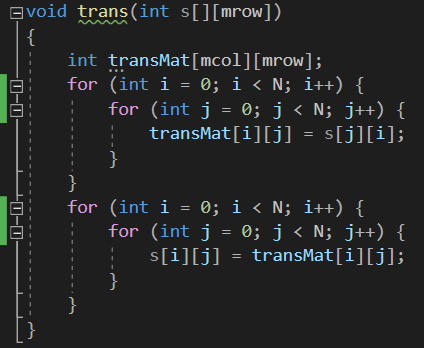 void trans(int s[][mrow])
{
    int transMat[mcol][mrow];
    for (int i = 0; i < N; i++) {
        for (int j = 0; j < N; j++) {
            transMat[i][j] = s[j][i];
        }
    }
    for (int i = 0; i < N; i++) {
        for (int j = 0; j < N; j++) {
            s[i][j] = transMat[i][j];
        }
    }
}